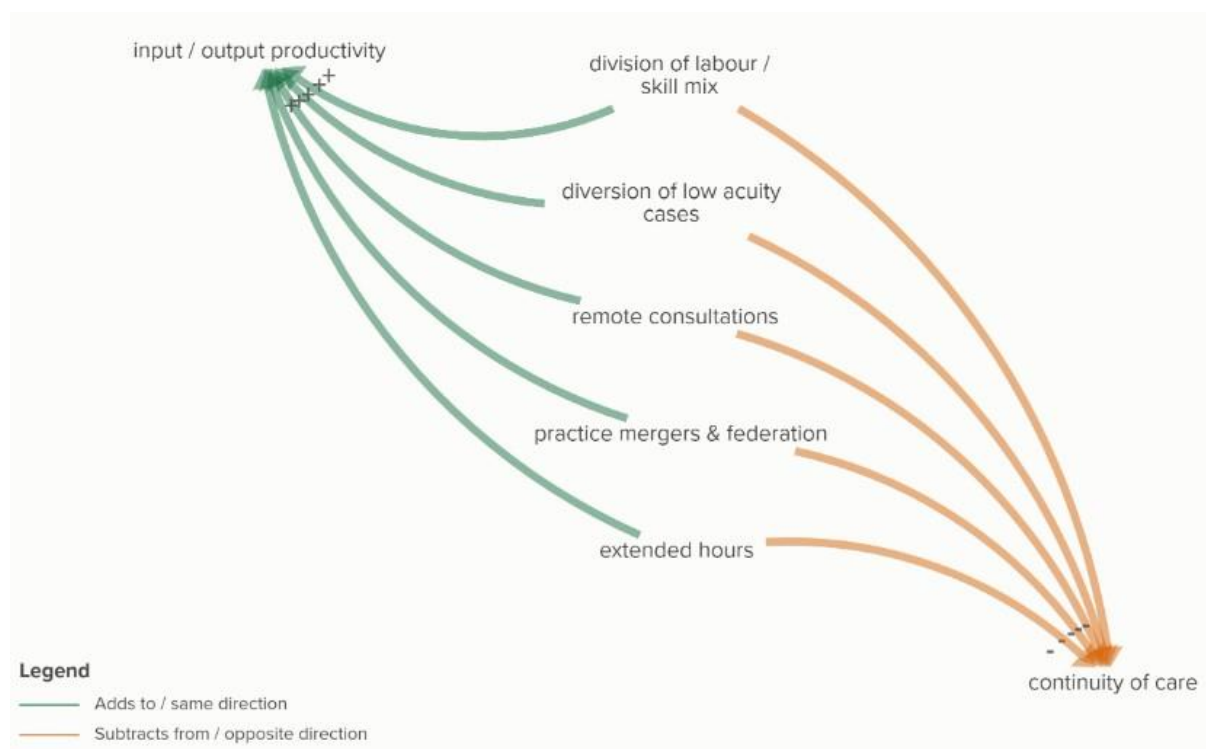 input / output productivity
division of labour /
skill mix
diversion of low acuity
cases
remote consultations
practice mergers & federation
extended hours
continuity of care
+
+
+
+
+
-
-
-
-
Legend
Adds to / same direction
Subtracts from / opposite direction